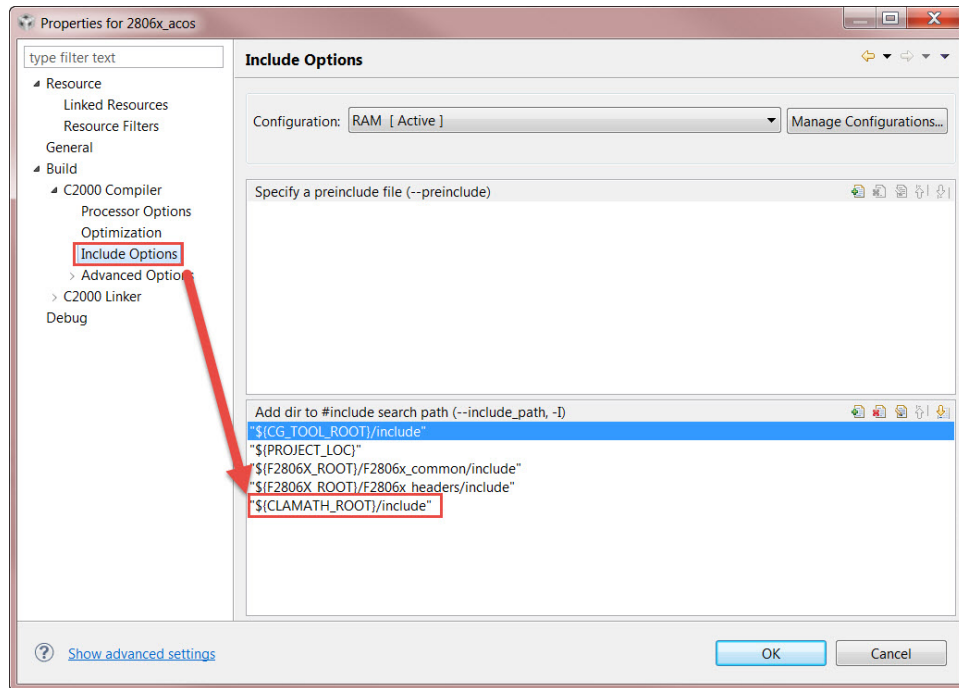 Properties for 2806x_acos
type filter text
Resource
Linked Resources
Resource Filters
General
Build
C2000 Compiler
Processor Options
Optimization
Include Options
Advanced Options
C2000 Linker
Debug
Include Options
Configuration: RAM [ Active ] Manage Configurations...
Specify a preinclude file (--preinclude)
Add dir to #include search path (--include_path, -I)
"${CG_TOOL_ROOT}/include"
"${PROJECT_LOC}"
"${F2806X_ROOT}/F2806x_common/include"
"${F2806X_ROOT}/F2806x_headers/include"
"${CLAMATH_ROOT}/include"
Show advanced settings
OK Cancel